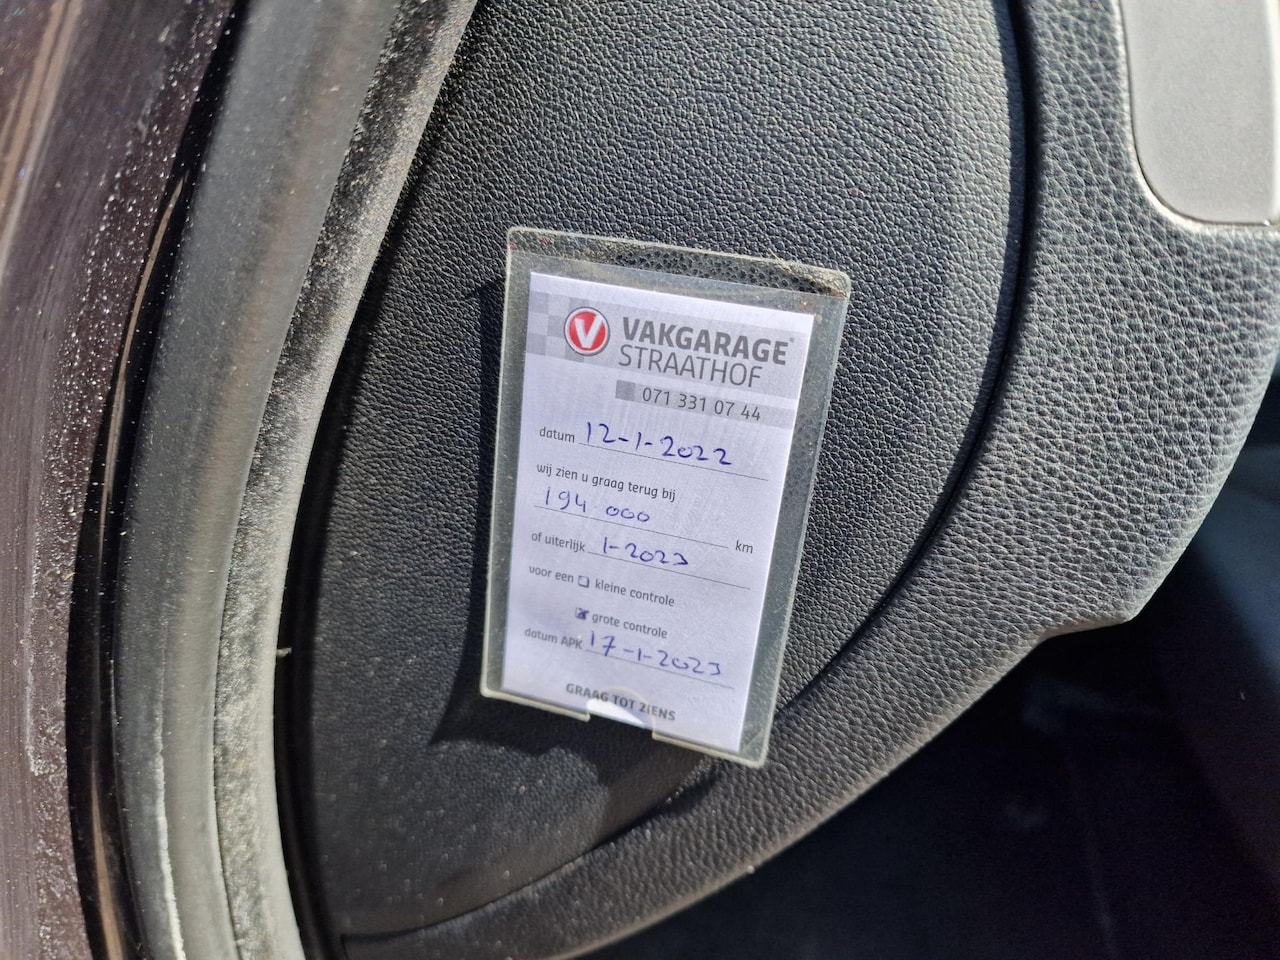 V VAKGARAGE
STRAATHOF
071 331 07 44
datum 12-1-2022
wij zien u graag terug bij
194 000 km
of uiterlijk 1-2023
voor een ☐ kleine controle
☒ grote controle
datum APK 17-1-2023
GRAAG TOT ZIENS